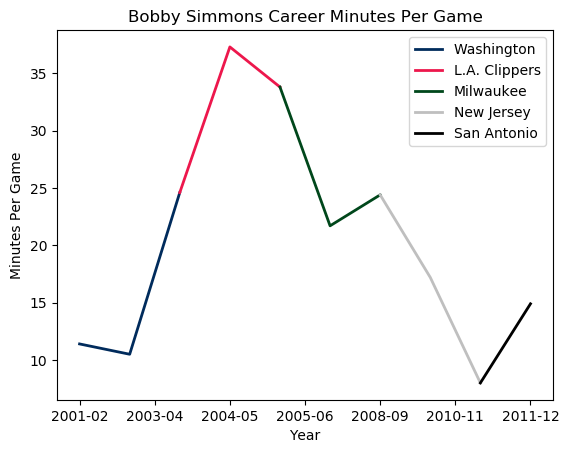 Bobby Simmons Career Minutes Per Game
Washington
L.A. Clippers
Milwaukee
New Jersey
San Antonio
Minutes Per Game
35
30
25
20
15
10
2001-02 2003-04 2004-05 2005-06 2008-09 2010-11 2011-12
Year